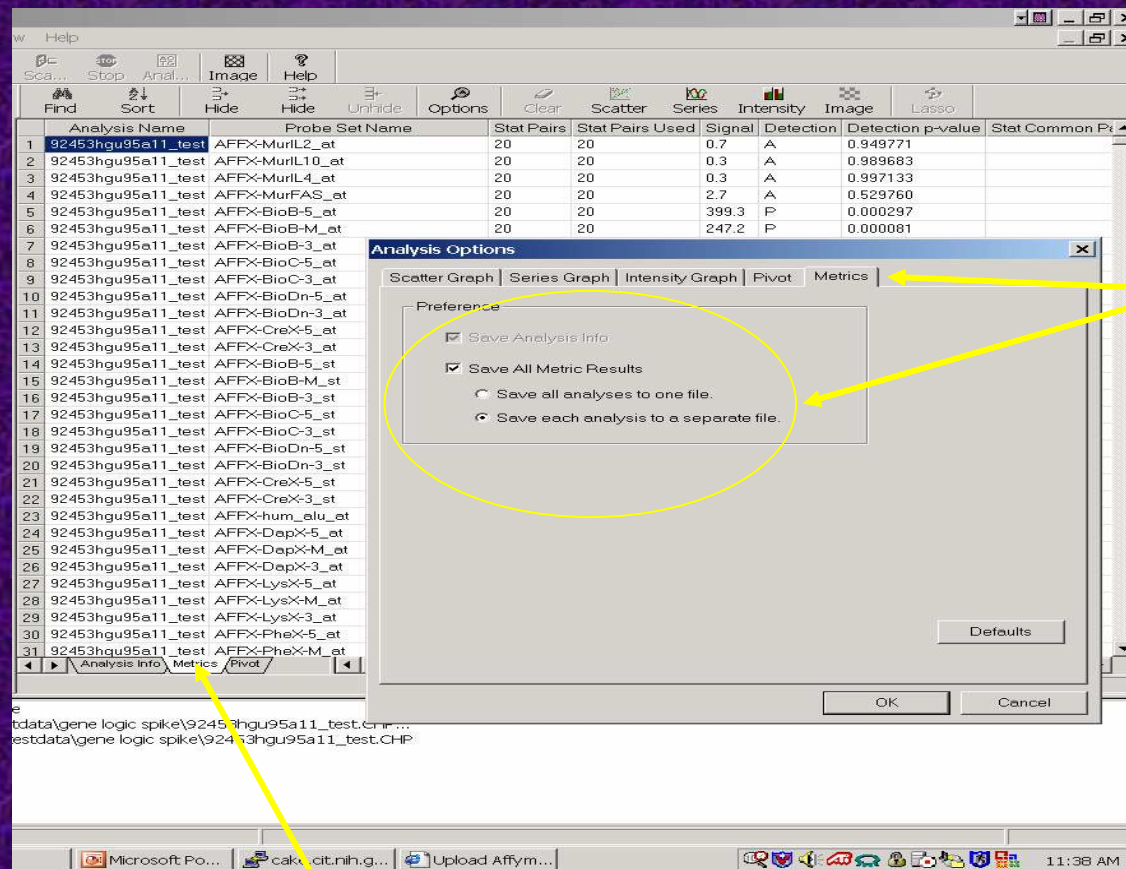 w Help
Sca... Stop Anal... Image Help
Find Sort Hide Hide Unhide Options Clear Scatter Series Intensity Image Lasso
Analysis Name Probe Set Name Stat Pairs Stat Pairs Used Signal Detection Detection p-value Stat Common Pa
1 92453hgu95a11_test AFFX-MurIL2_at 20 20 0.7 A 0.949771
2 92453hgu95a11_test AFFX-MurIL10_at 20 20 0.3 A 0.989683
3 92453hgu95a11_test AFFX-MurIL4_at 20 20 0.3 A 0.997133
4 92453hgu95a11_test AFFX-MurFAS_at 20 20 2.7 A 0.529760
5 92453hgu95a11_test AFFX-BioB-5_at 20 20 399.3 P 0.000297
6 92453hgu95a11_test AFFX-BioB-M_at 20 20 247.2 P 0.000081
7 92453hgu95a11_test AFFX-BioB-3_at
8 92453hgu95a11_test AFFX-BioC-5_at
9 92453hgu95a11_test AFFX-BioC-3_at
10 92453hgu95a11_test AFFX-BioDn-5_at
11 92453hgu95a11_test AFFX-BioDn-3_at
12 92453hgu95a11_test AFFX-CreX-5_at
13 92453hgu95a11_test AFFX-CreX-3_at
14 92453hgu95a11_test AFFX-BioB-5_st
15 92453hgu95a11_test AFFX-BioB-M_st
16 92453hgu95a11_test AFFX-BioB-3_st
17 92453hgu95a11_test AFFX-BioC-5_st
18 92453hgu95a11_test AFFX-BioC-3_st
19 92453hgu95a11_test AFFX-BioDn-5_st
20 92453hgu95a11_test AFFX-BioDn-3_st
21 92453hgu95a11_test AFFX-CreX-5_st
22 92453hgu95a11_test AFFX-CreX-3_st
23 92453hgu95a11_test AFFX-hum_alu_at
24 92453hgu95a11_test AFFX-DapX-5_at
25 92453hgu95a11_test AFFX-DapX-M_at
26 92453hgu95a11_test AFFX-DapX-3_at
27 92453hgu95a11_test AFFX-LysX-5_at
28 92453hgu95a11_test AFFX-LysX-M_at
29 92453hgu95a11_test AFFX-LysX-3_at
30 92453hgu95a11_test AFFX-PheX-5_at
31 92453hgu95a11_test AFFX-PheX-M_at
Analysis Info Metrics Pivot
Analysis Options
Scatter Graph Series Graph Intensity Graph Pivot Metrics
Preference
Save Analysis Info
Save All Metric Results
Save all analyses to one file.
Save each analysis to a separate file.
Defaults
OK Cancel
e
tdata\gene logic spike\92453hgu95a11_test.CHP...
estdata\gene logic spike\92453hgu95a11_test.CHP
Microsoft Po... cake.cit.nih.g... Upload Affym... 11:38 AM